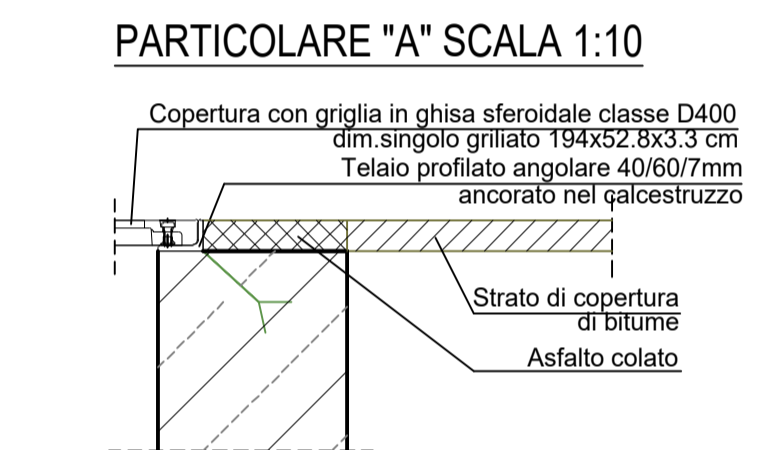 PARTICOLARE "A" SCALA 1:10
Copertura con griglia in ghisa sferoidale classe D400
dim.singolo griliato 194x52.8x3.3 cm
Telaio profilato angolare 40/60/7mm
ancorato nel calcestruzzo
Strato di copertura
di bitume
Asfalto colato